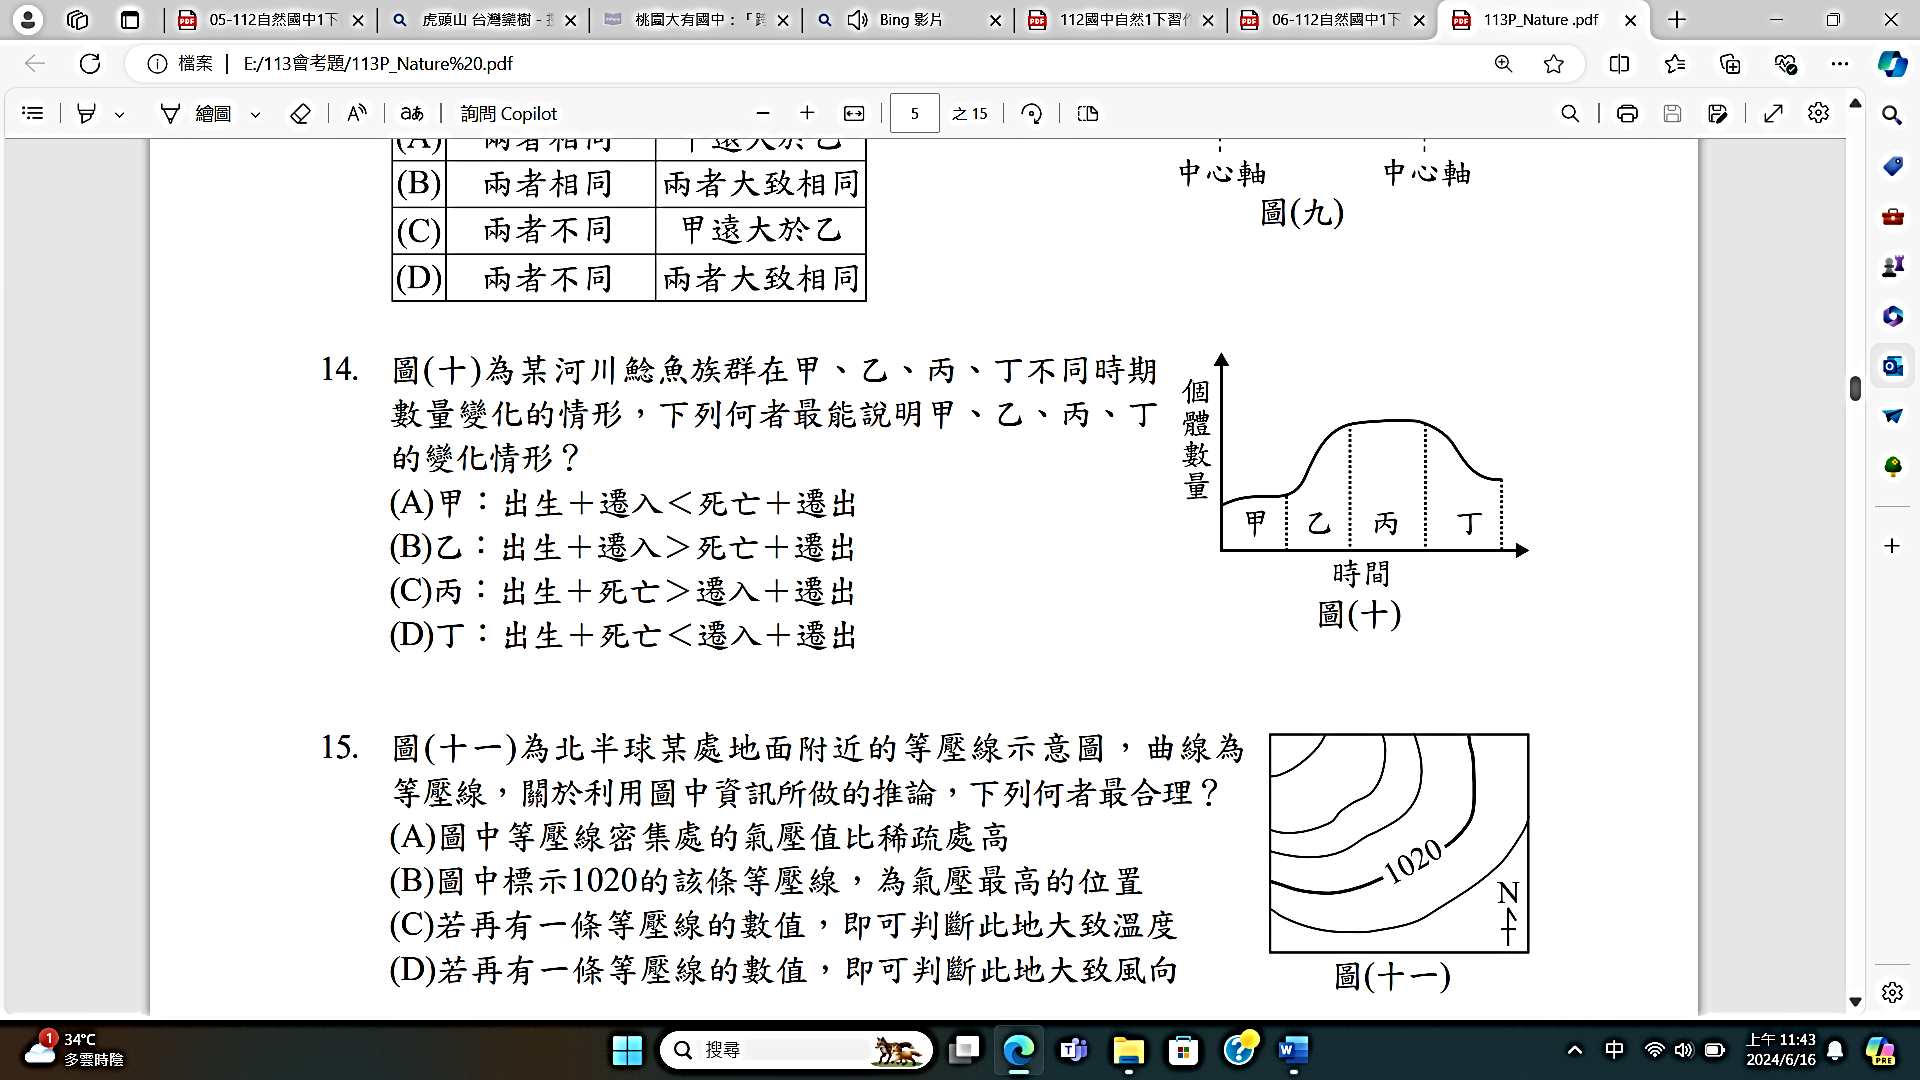 05-112自然國中1下
虎頭山 台灣欒樹 -
桃園大有國中：「跨
Bing 影片
112國中自然1下習作
06-112自然國中1下
113P_Nature .pdf
檔案
E:/113會考題/113P_Nature%20.pdf
繪圖
aあ
詢問 Copilot
5
之 15
(A) 兩者相同 甲遠大於乙
(B) 兩者相同 兩者大致相同
(C) 兩者不同 甲遠大於乙
(D) 兩者不同 兩者大致相同
中心軸 中心軸
圖(九)
14. 圖(十)為某河川鯰魚族群在甲、乙、丙、丁不同時期
數量變化的情形，下列何者最能說明甲、乙、丙、丁
的變化情形？
(A)甲：出生＋遷入＜死亡＋遷出
(B)乙：出生＋遷入＞死亡＋遷出
(C)丙：出生＋死亡＞遷入＋遷出
(D)丁：出生＋死亡＜遷入＋遷出
個體數量
甲 乙 丙 丁
時間
圖(十)
15. 圖(十一)為北半球某處地面附近的等壓線示意圖，曲線為
等壓線，關於利用圖中資訊所做的推論，下列何者最合理？
(A)圖中等壓線密集處的氣壓值比稀疏處高
(B)圖中標示1020的該條等壓線，為氣壓最高的位置
(C)若再有一條等壓線的數值，即可判斷此地大致溫度
(D)若再有一條等壓線的數值，即可判斷此地大致風向
1020
N
圖(十一)
1
34°C
多雲時陰
搜尋
中
上午 11:43
2024/6/16
PRE